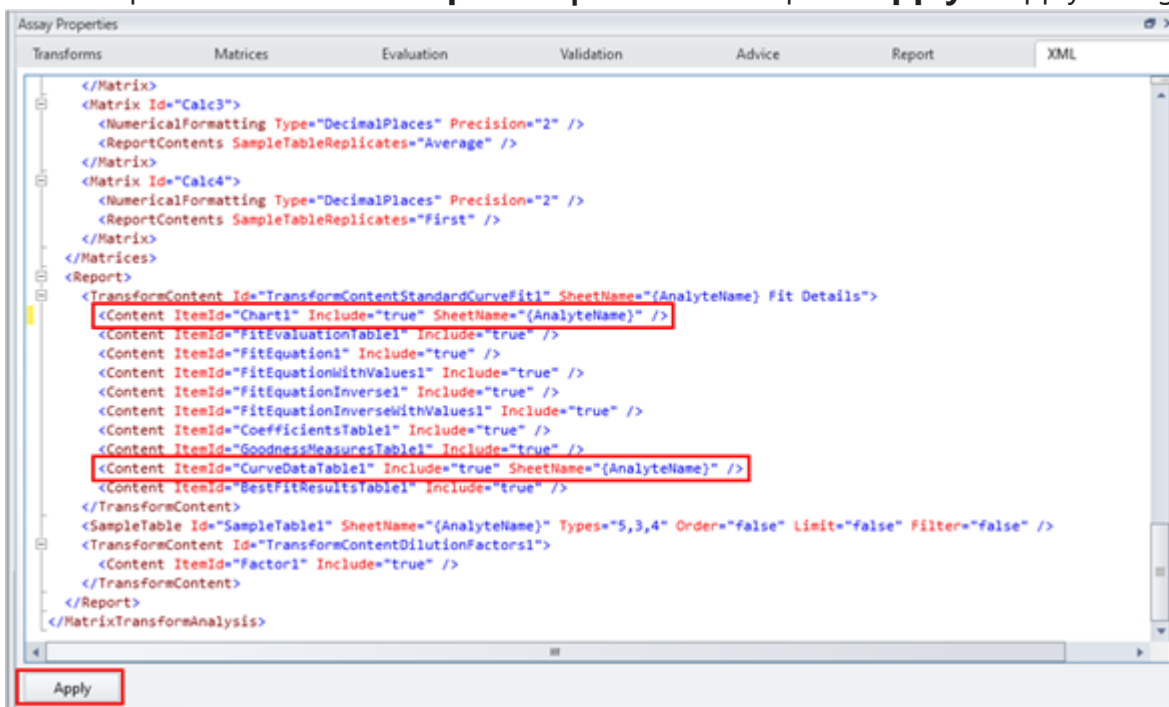 Apply
Assay Properties
Transforms Matrices Evaluation Validation Advice Report XML
</Matrix>
<Matrix Id="Calc3">
<NumericalFormatting Type="DecimalPlaces" Precision="2" />
<ReportContents SampleTableReplicates="Average" />
</Matrix>
<Matrix Id="Calc4">
<NumericalFormatting Type="DecimalPlaces" Precision="2" />
<ReportContents SampleTableReplicates="First" />
</Matrix>
</Matrices>
<Report>
<TransformContent Id="TransformContentStandardCurveFit1" SheetName="{AnalyteName} Fit Details">
<Content ItemId="Chart1" Include="true" SheetName="{AnalyteName}" />
<Content ItemId="FitEvaluationTable1" Include="true" />
<Content ItemId="FitEquation1" Include="true" />
<Content ItemId="FitEquationWithValues1" Include="true" />
<Content ItemId="FitEquationInverse1" Include="true" />
<Content ItemId="FitEquationInverseWithValues1" Include="true" />
<Content ItemId="CoefficientsTable1" Include="true" />
<Content ItemId="GoodnessMeasuresTable1" Include="true" />
<Content ItemId="CurveDataTable1" Include="true" SheetName="{AnalyteName}" />
<Content ItemId="BestFitResultsTable1" Include="true" />
</TransformContent>
<SampleTable Id="SampleTable1" SheetName="{AnalyteName}" Types="5,3,4" Order="false" Limit="false" Filter="false" />
<TransformContent Id="TransformContentDilutionFactors1">
<Content ItemId="Factor1" Include="true" />
</TransformContent>
</Report>
</MatrixTransformAnalysis>
Apply